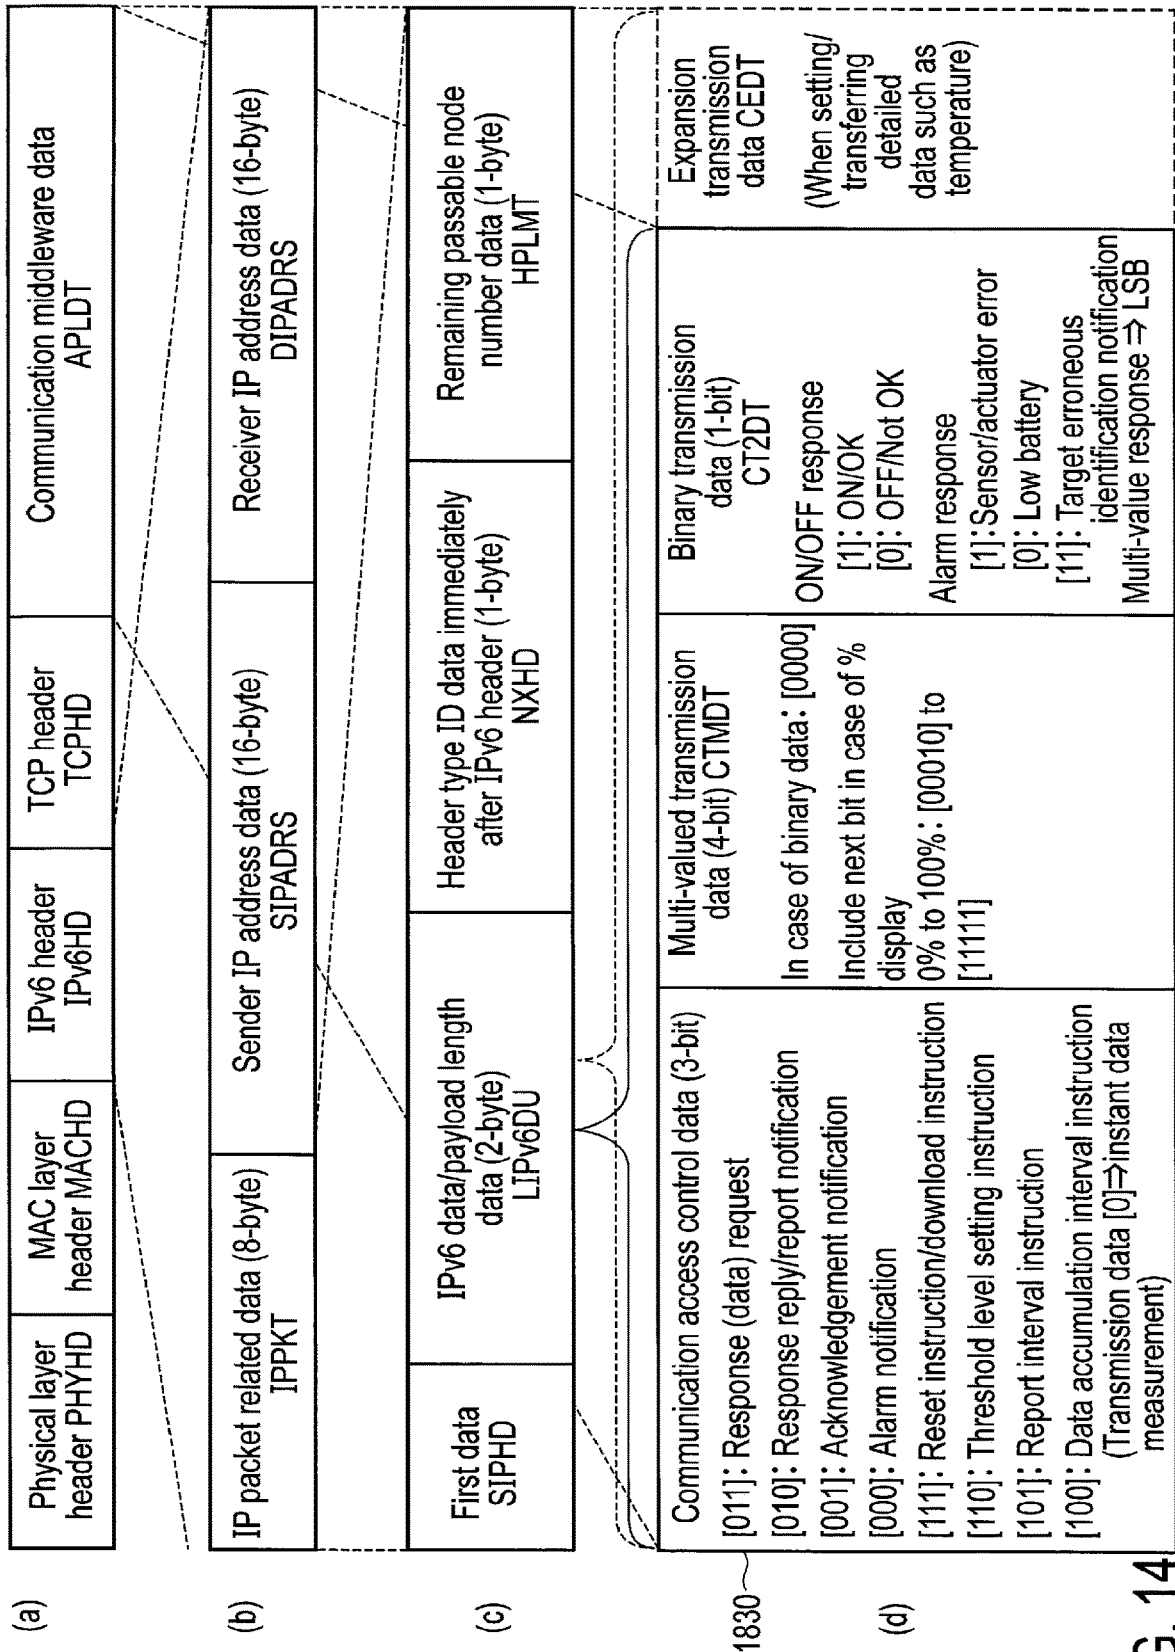 (a)
Physical layer
header PHYHD
MAC layer
header MACHD
IPv6 header
IPv6HD
TCP header
TCPHD
Communication middleware data
APLDT
(b)
IP packet related data (8-byte)
IPPKT
Sender IP address data (16-byte)
SIPADRS
Receiver IP address data (16-byte)
DIPADRS
(c)
First data
SIPHD
IPv6 data/payload length
data (2-byte)
LIPv6DU
Header type ID data immediately
after IPv6 header (1-byte)
NXHD
Remaining passable node
number data (1-byte)
HPLMT
1830
(d)
Communication access control data (3-bit)
[011]: Response (data) request
[010]: Response reply/report notification
[001]: Acknowledgement notification
[000]: Alarm notification
[111]: Reset instruction/download instruction
[110]: Threshold level setting instruction
[101]: Report interval instruction
[100]: Data accumulation interval instruction
(Transmission data [0]⇒instant data
measurement)
Multi-valued transmission
data (4-bit) CTMDT
In case of binary data: [0000]
Include next bit in case of %
display
0% to 100%: [00010] to
[11111]
Binary transmission
data (1-bit)
CT2DT
ON/OFF response
[1]: ON/OK
[0]: OFF/Not OK
Alarm response
[1]:Sensor/actuator error
[0]: Low battery
[11]: Target erroneous
identification notification
Multi-value response ⇒ LSB
Expansion
transmission
data CEDT
(When setting/
transferring
detailed
data such as
temperature)
G. 14